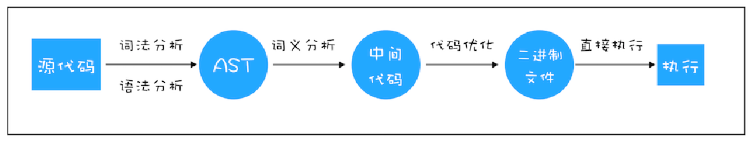 源代码
词法分析
语法分析
AST
词义分析
中间
代码
代码优化
二进制
文件
直接执行
执行